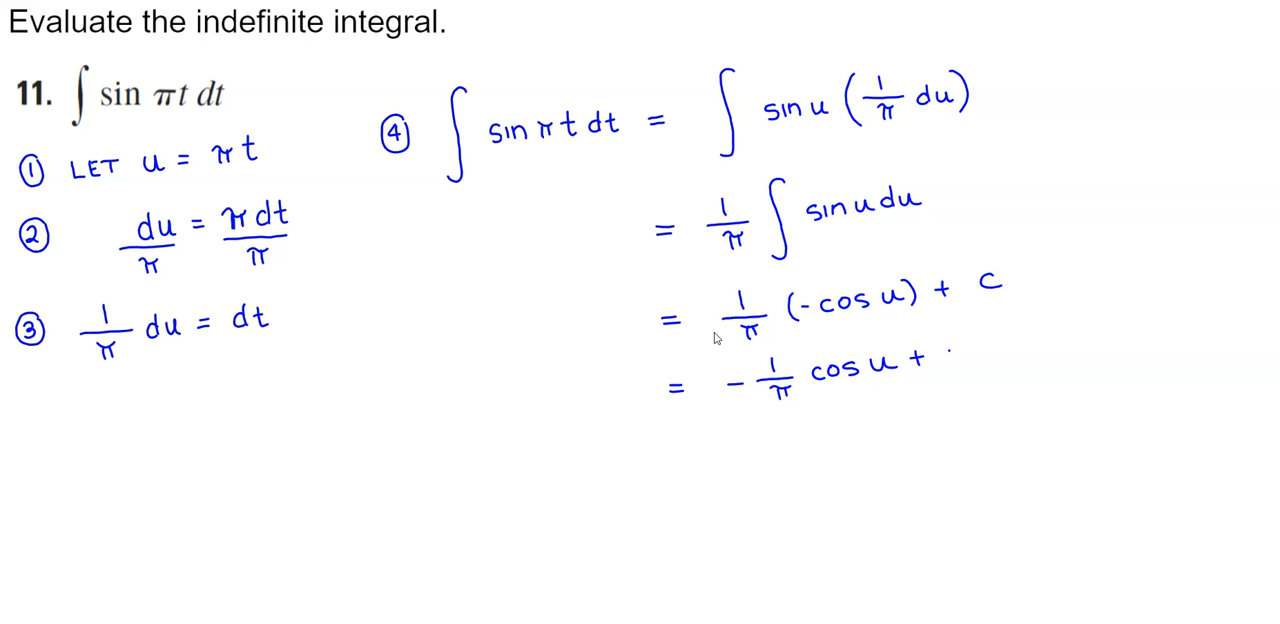 Evaluate the indefinite integral.
11. ∫ sin πt dt
① LET u = πt
② du/π = π dt/π
③ 1/π du = dt
④ ∫ sin πt dt = ∫ sin u (1/π du)
= 1/π ∫ sin u du
= 1/π (-cos u) + C
= - 1/π cos u +